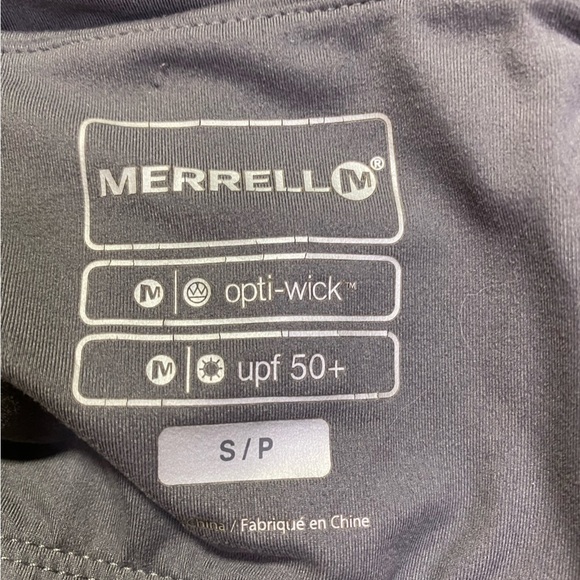 MERRELL M®
M opti-wick™
M upf 50+
S / P
/ Fabriqué en Chine